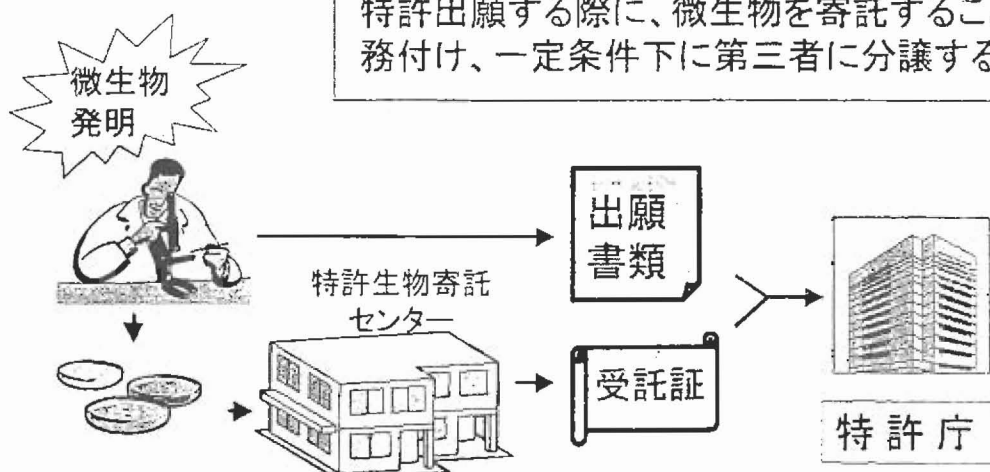 特許出願する際に、微生物を寄託するこ
務付け、一定条件下に第三者に分譲する
微生物
発明
出願
書類
特許生物寄託
センター
受託証
特許庁